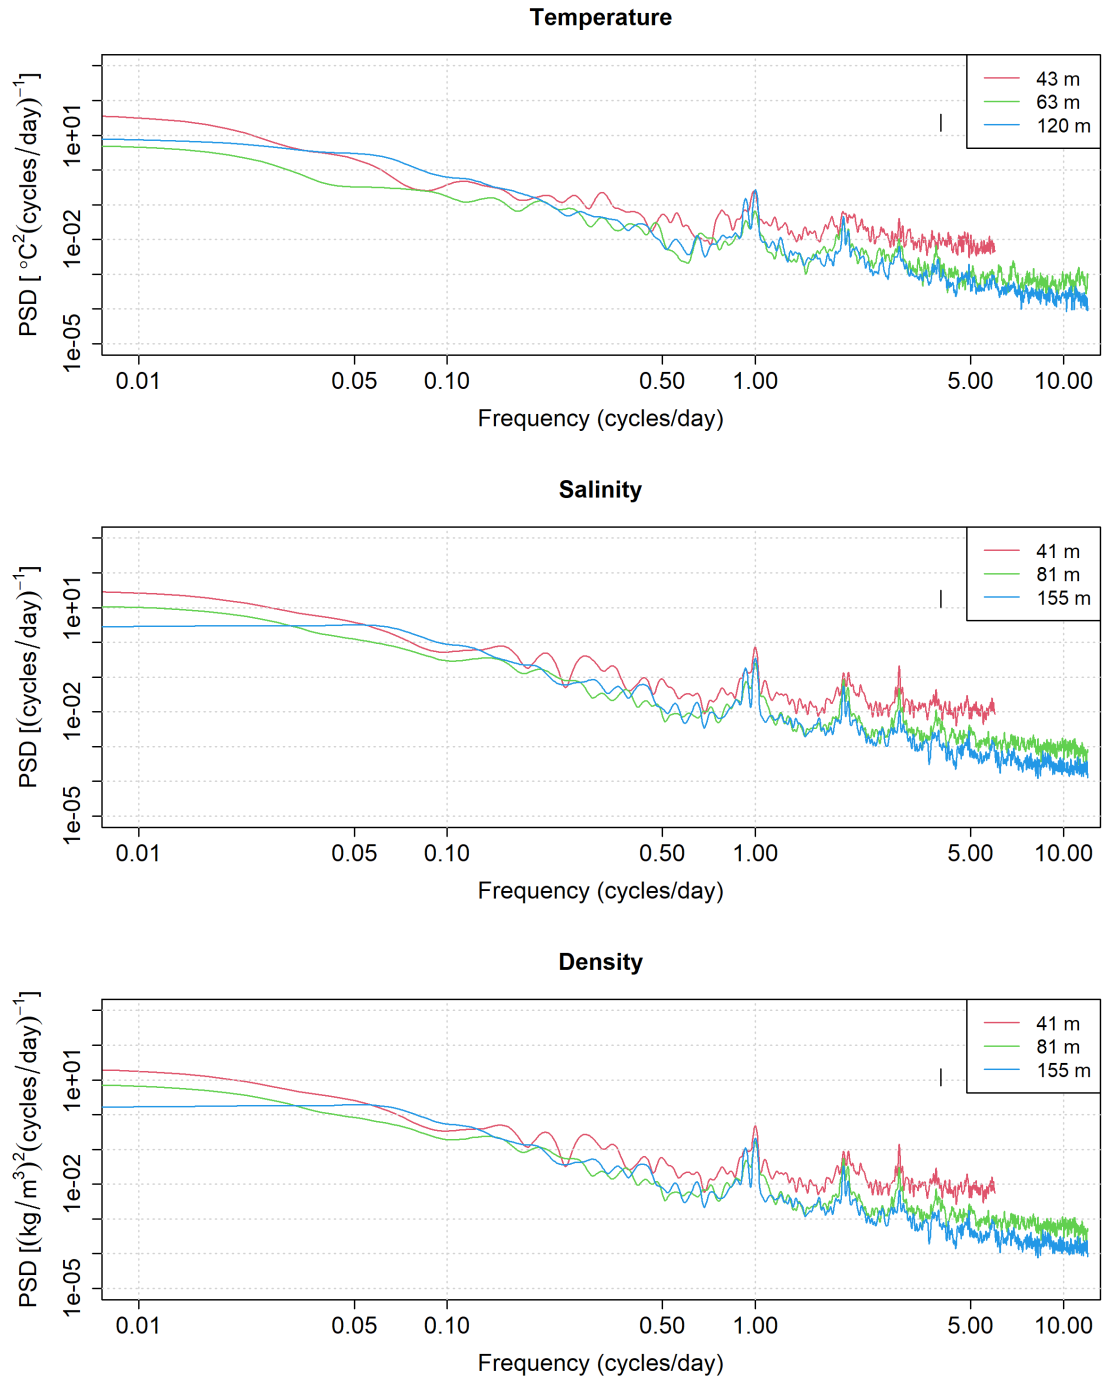 Temperature
PSD [ °C²(cycles/day)⁻¹]
1e+01
1e-02
1e-05
43 m
63 m
120 m
0.01 0.05 0.10 0.50 1.00 5.00 10.00
Frequency (cycles/day)
Salinity
PSD [(cycles/day)⁻¹]
1e+01
1e-02
1e-05
41 m
81 m
155 m
0.01 0.05 0.10 0.50 1.00 5.00 10.00
Frequency (cycles/day)
Density
PSD [(kg/m³)²(cycles/day)⁻¹]
1e+01
1e-02
1e-05
41 m
81 m
155 m
0.01 0.05 0.10 0.50 1.00 5.00 10.00
Frequency (cycles/day)